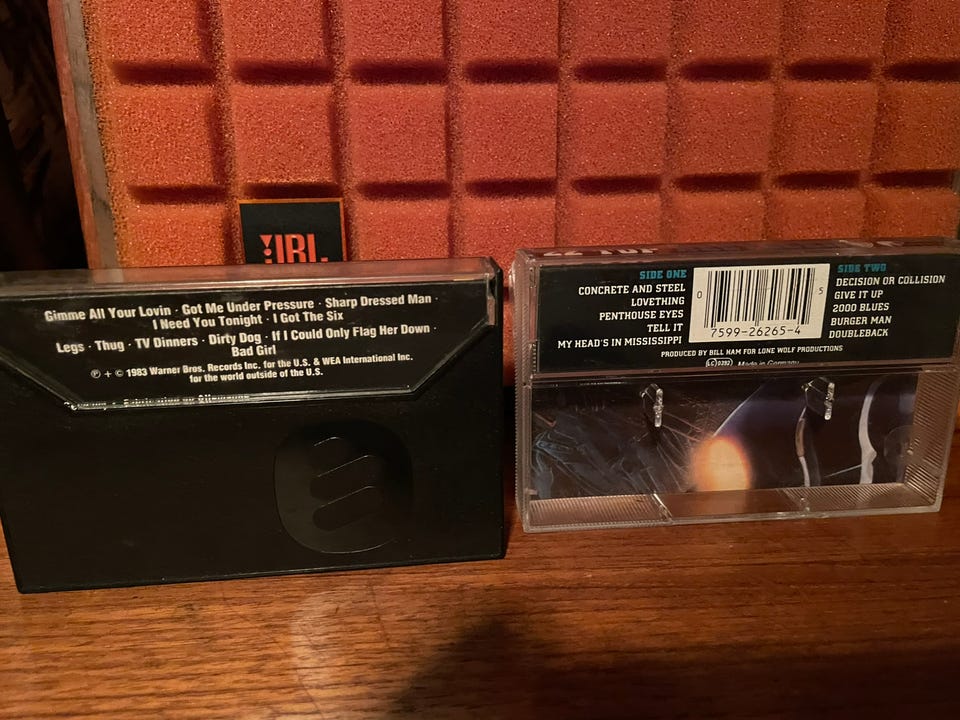 JBL
Gimme All Your Lovin · Got Me Under Pressure · Sharp Dressed Man ·
I Need You Tonight · I Got The Six
Legs · Thug · TV Dinners · Dirty Dog · If I Could Only Flag Her Down ·
Bad Girl
℗ + © 1983 Warner Bros. Records Inc. for the U.S. & WEA International Inc.
for the world outside of the U.S.
ZZ TOP
SIDE ONE
CONCRETE AND STEEL
LOVETHING
PENTHOUSE EYES
TELL IT
MY HEAD'S IN MISSISSIPPI
0 7599-26265-4 5
SIDE TWO
DECISION OR COLLISION
GIVE IT UP
2000 BLUES
BURGER MAN
DOUBLEBACK
PRODUCED BY BILL HAM FOR LONE WOLF PRODUCTIONS
LC 0392 Made in Germany